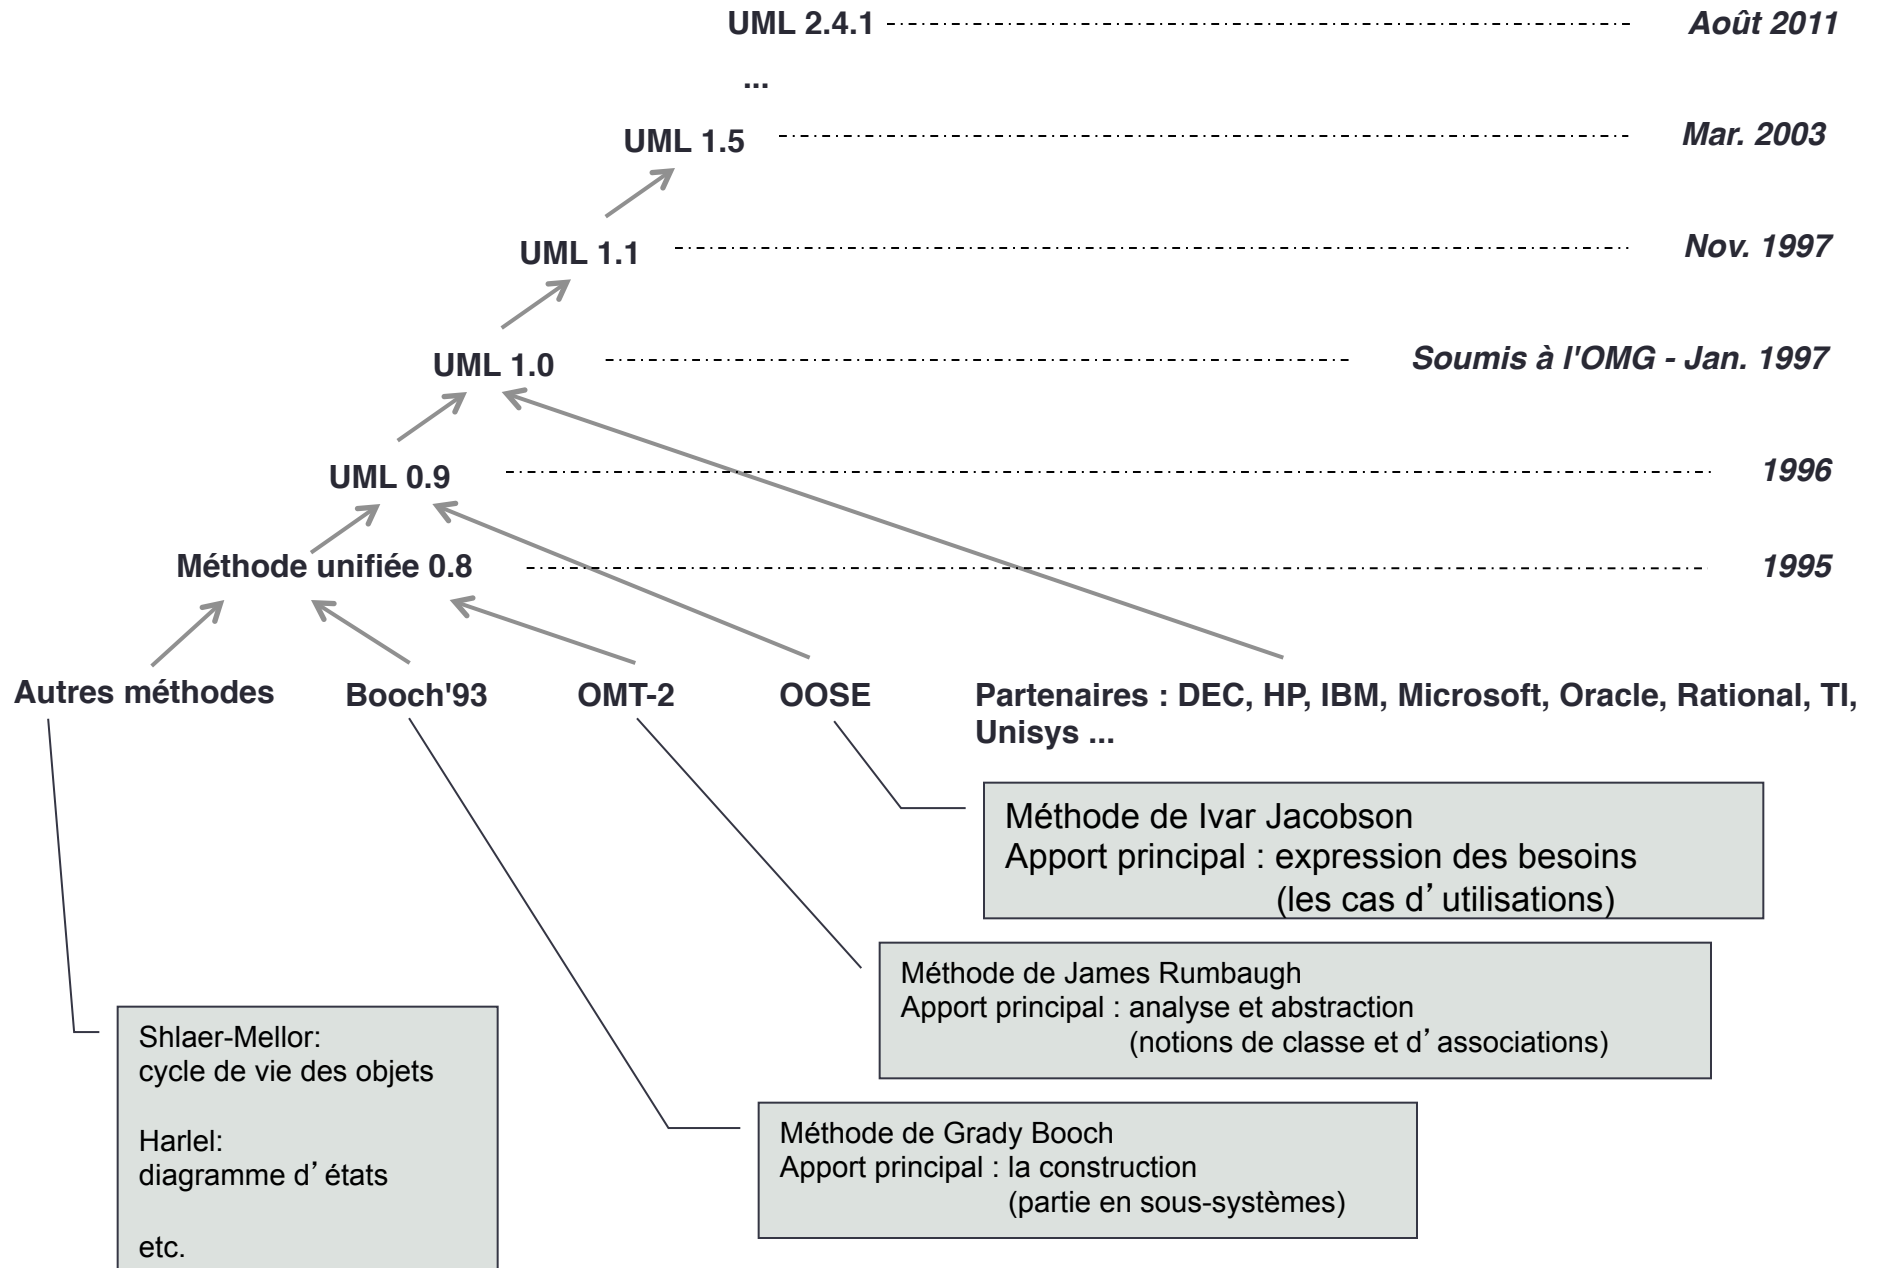 UML 2.4.1
Août 2011
...
UML 1.5
Mar. 2003
UML 1.1
Nov. 1997
UML 1.0
Soumis à l'OMG - Jan. 1997
UML 0.9
1996
Méthode unifiée 0.8
1995
Autres méthodes
Booch'93
OMT-2
OOSE
Partenaires : DEC, HP, IBM, Microsoft, Oracle, Rational, TI,
Unisys ...
Méthode de Ivar Jacobson
Apport principal : expression des besoins
(les cas d’ utilisations)
Méthode de James Rumbaugh
Apport principal : analyse et abstraction
(notions de classe et d’ associations)
Shlaer-Mellor:
cycle de vie des objets
Harlel:
diagramme d’ états
etc.
Méthode de Grady Booch
Apport principal : la construction
(partie en sous-systèmes)